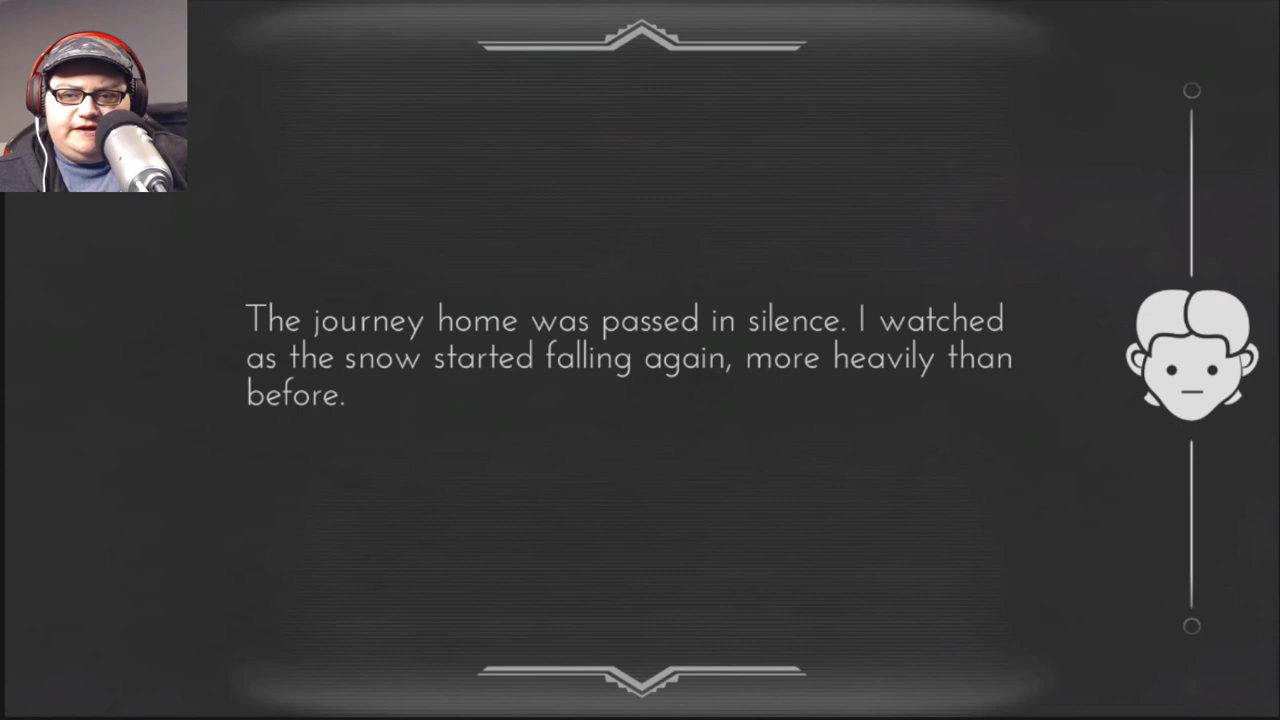 The journey home was passed in silence. I watched
as the snow started falling again, more heavily than
before.